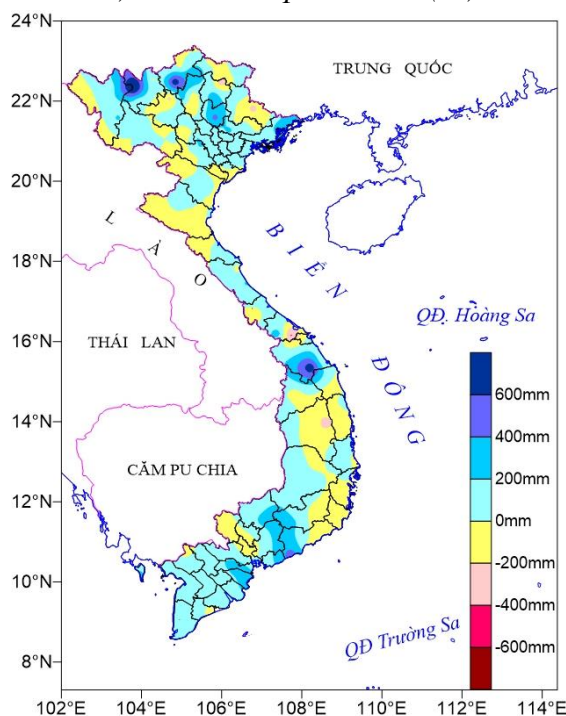 24°N
22°N
20°N
18°N
16°N
14°N
12°N
10°N
8°N
TRUNG QUỐC
LÀO
BIỂN ĐÔNG
QĐ. Hoàng Sa
THÁI LAN
CĂM PU CHIA
QĐ Trường Sa
600mm
400mm
200mm
0mm
-200mm
-400mm
-600mm
102°E 104°E 106°E 108°E 110°E 112°E 114°E